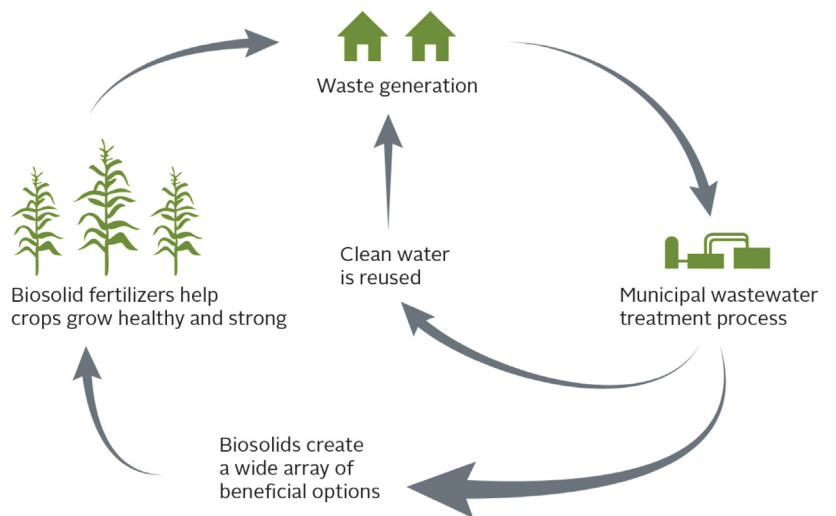 Waste generation
Clean water
is reused
Biosolid fertilizers help
crops grow healthy and strong
Municipal wastewater
treatment process
Biosolids create
a wide array of
beneficial options